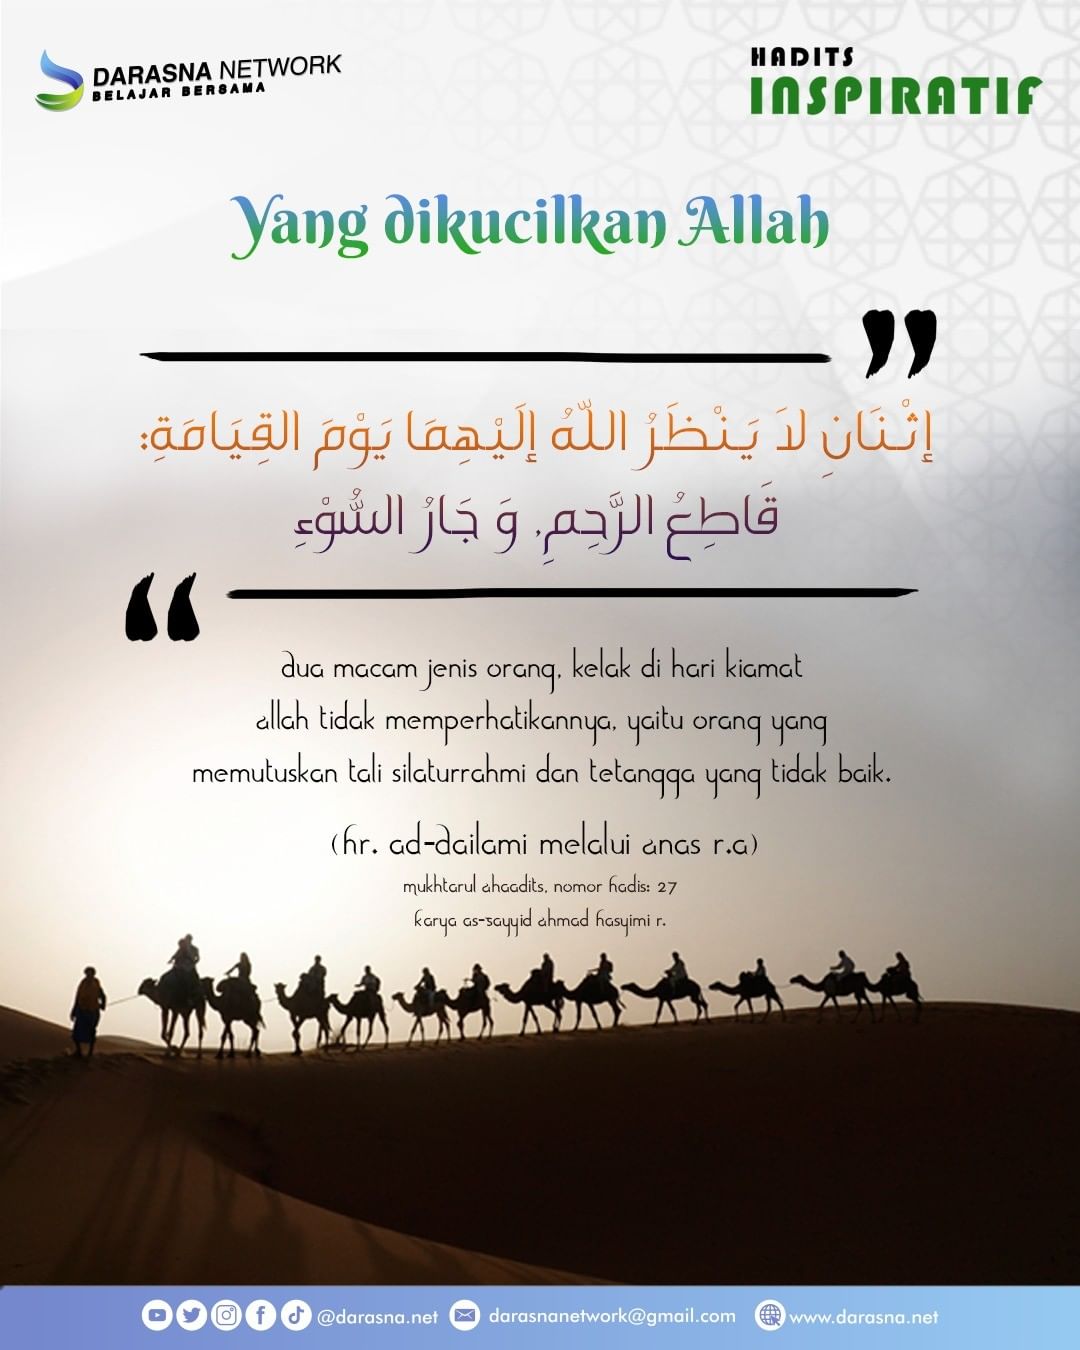 DARASNA NETWORK
BELAJAR BERSAMA
HADITS
INSPIRATIF
Yang dikucilkan Allah
إثْنَانِ لاَ يَنْظَرُ اللّهُ إلَيْهِمَا يَوْمَ القِيَامَةِ:
قَاطِعُ الرَّحِمِ, وَ جَارُ السُّوْءِ
dua macam jenis orang, kelak di hari kiamat
allah tidak memperhatikannya, yaitu orang yang
memutuskan tali silaturrahmi dan tetangga yang tidak baik.
(hr. ad-dailami melalui anas r.a)
mukhtarul ahaadits, nomor hadis: 27
karya as-sayyid ahmad hasyimi r.
@darasna.net darasnanetwork@gmail.com www.darasna.net